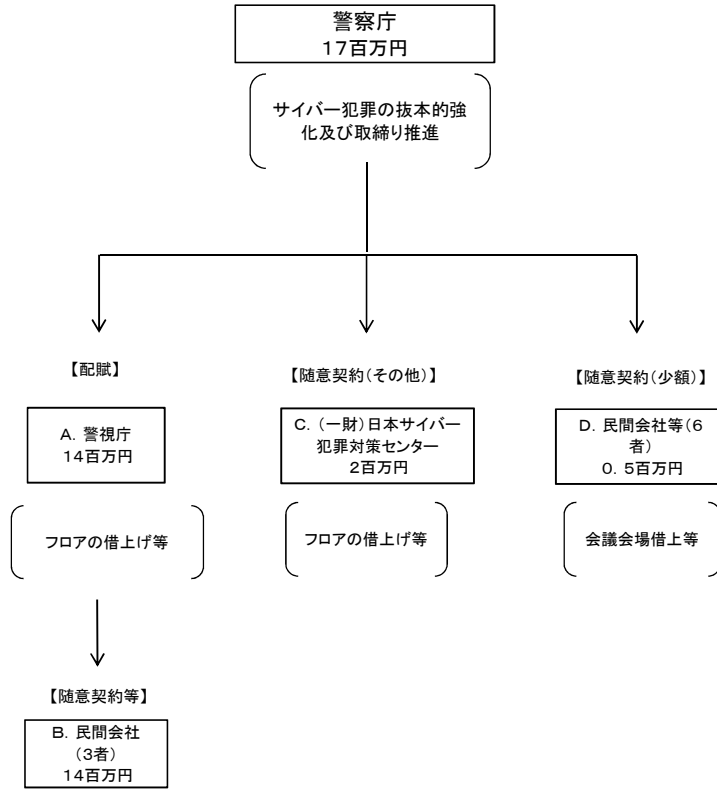 警察庁
17百万円
サイバー犯罪の抜本的強
化及び取締り推進
【配賦】
A. 警視庁
14百万円
フロアの借上げ等
【随意契約等】
B. 民間会社
(3者)
14百万円
【随意契約(その他)】
C. (一財)日本サイバー
犯罪対策センター
2百万円
フロアの借上げ等
【随意契約(少額)】
D. 民間会社等(6
者)
0. 5百万円
会議会場借上等